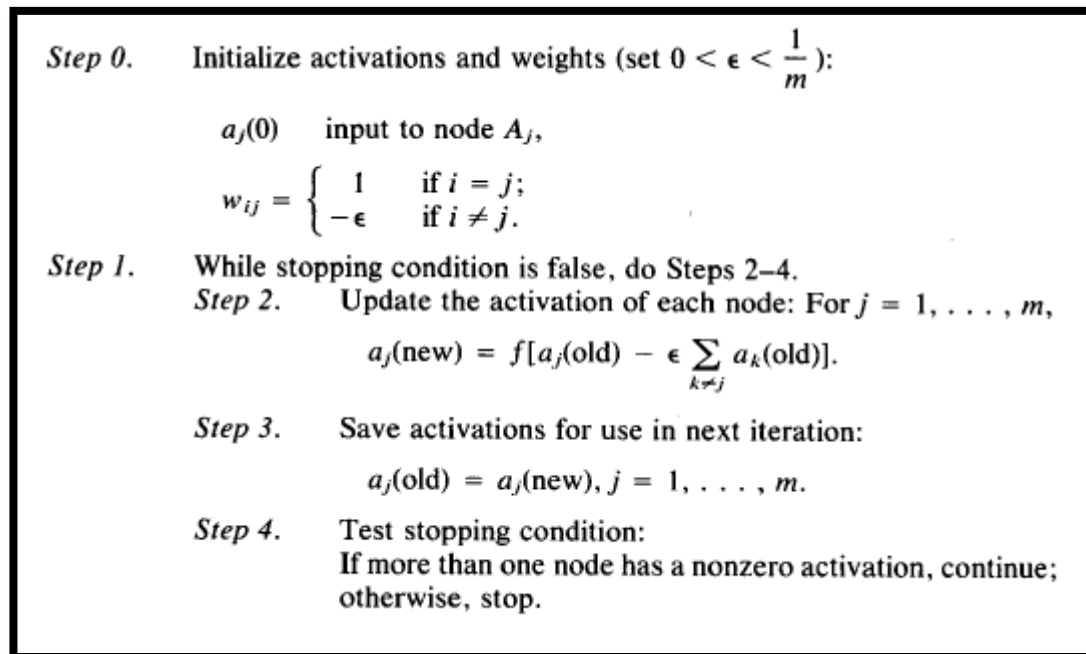 Step 0. Initialize activations and weights (set 0 < ε < 1/m):
a_j(0) input to node A_j,
w_ij = { 1 if i = j;
−ε if i ≠ j.
Step 1. While stopping condition is false, do Steps 2–4.
Step 2. Update the activation of each node: For j = 1, . . . , m,
a_j(new) = f[a_j(old) − ε ∑_{k≠j} a_k(old)].
Step 3. Save activations for use in next iteration:
a_j(old) = a_j(new), j = 1, . . . , m.
Step 4. Test stopping condition:
If more than one node has a nonzero activation, continue;
otherwise, stop.